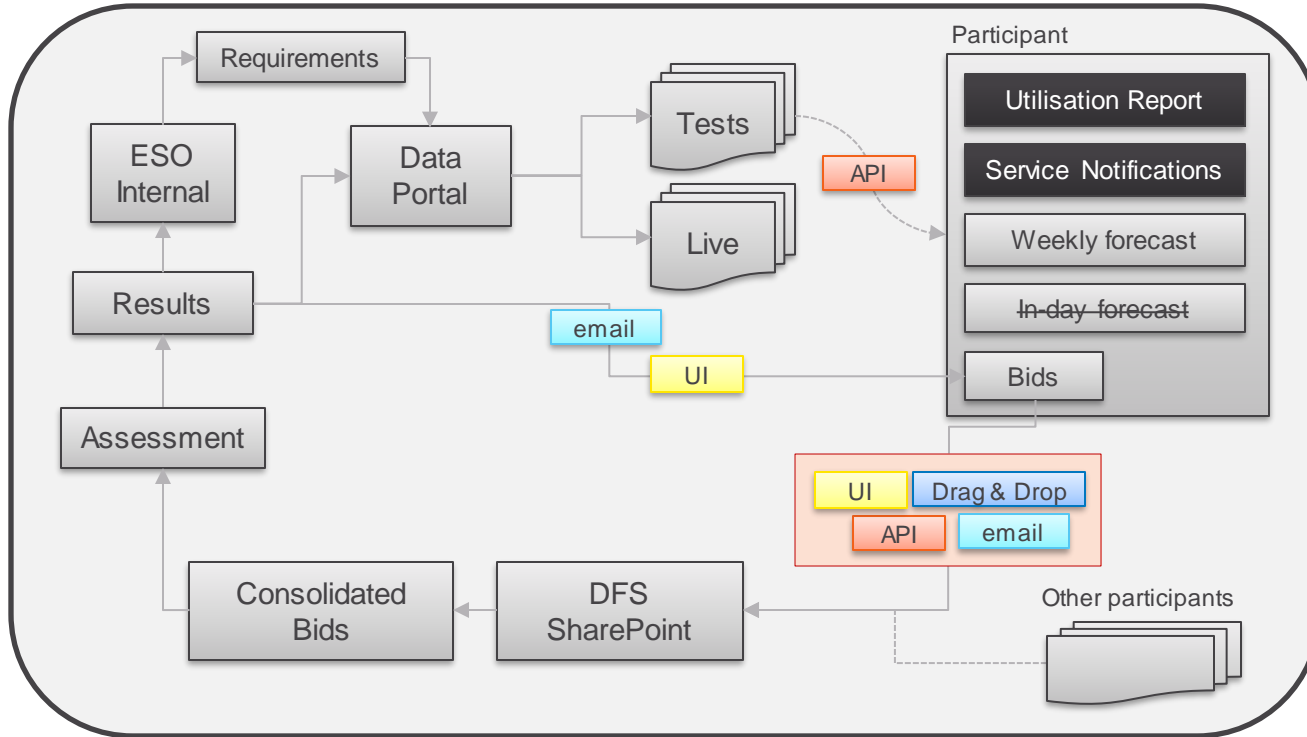 Participant
Requirements
Utilisation Report
Tests
ESO
Internal
Data
Portal
API
Service Notifications
Weekly forecast
Live
Results
In-day forecast
email
UI
Bids
Assessment
UI
Drag & Drop
API
email
Consolidated
Bids
DFS
SharePoint
Other participants